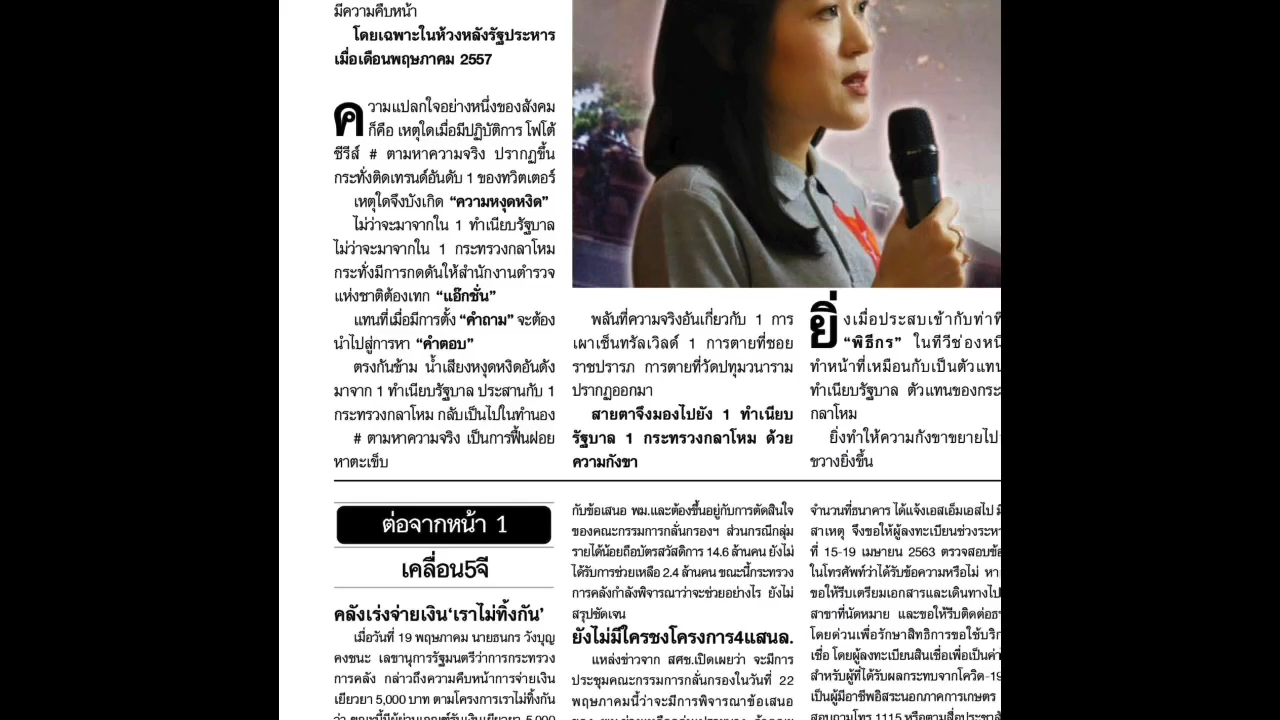 มีความคืบหน้า
โดยเฉพาะในห้วงหลังรัฐประหาร
เมื่อเดือนพฤษภาคม 2557
ความแปลกใจอย่างหนึ่งของสังคม
ก็คือ เหตุใดเมื่อมีปฏิบัติการ โฟโต้
ซีรีส์ # ตามหาความจริง ปรากฏขึ้น
กระทั่งติดเทรนด์อันดับ 1 ของทวิตเตอร์
เหตุใดจึงบังเกิด “ความหงุดหงิด”
ไม่ว่าจะมาจากใน 1 ทำเนียบรัฐบาล
ไม่ว่าจะมาจากใน 1 กระทรวงกลาโหม
กระทั่งมีการกดดันให้สำนักงานตำรวจ
แห่งชาติต้องเทก “แอ๊กชั่น”
แทนที่เมื่อมีการตั้ง “คำถาม” จะต้อง
นำไปสู่การหา “คำตอบ”
ตรงกันข้าม น้ำเสียงหงุดหงิดอันดัง
มาจาก 1 ทำเนียบรัฐบาล ประสานกับ 1
กระทรวงกลาโหม กลับเป็นไปในทำนอง
# ตามหาความจริง เป็นการฟื้นฝอย
หาตะเข็บ
พลันที่ความจริงอันเกี่ยวกับ 1 การ
เผาเซ็นทรัลเวิลด์ 1 การตายที่ซอย
ราชปรารภ การตายที่วัดปทุมวนาราม
ปรากฏออกมา
สายตาจึงมองไปยัง 1 ทำเนียบ
รัฐบาล 1 กระทรวงกลาโหม ด้วย
ความกังขา
ยิ่งเมื่อประสบเข้ากับท่าที
“พิธีกร” ในทีวีช่องหนึ
ทำหน้าที่เหมือนกับเป็นตัวแทน
ทำเนียบรัฐบาล ตัวแทนของกระ
กลาโหม
ยิ่งทำให้ความกังขาขยายไป
ขวางยิ่งขึ้น
ต่อจากหน้า 1
เคลื่อน5จี
คลังเร่งจ่ายเงิน‘เราไม่ทิ้งกัน’
เมื่อวันที่ 19 พฤษภาคม นายธนกร วังบุญ
คงชนะ เลขานุการรัฐมนตรีว่าการกระทรวง
การคลัง กล่าวถึงความคืบหน้าการจ่ายเงิน
เยียวยา 5,000 บาท ตามโครงการเราไม่ทิ้งกัน
กับข้อเสนอ พม.และต้องขึ้นอยู่กับการตัดสินใจ
ของคณะกรรมการกลั่นกรองฯ ส่วนกรณีกลุ่ม
รายได้น้อยถือบัตรสวัสดิการ 14.6 ล้านคน ยังไม่
ได้รับการช่วยเหลือ 2.4 ล้านคน ขณะนี้กระทรวง
การคลังกำลังพิจารณาว่าจะช่วยอย่างไร ยังไม่
สรุปชัดเจน
ยังไม่มีใครชงโครงการ4แสนล.
แหล่งข่าวจาก สศช.เปิดเผยว่า จะมีการ
ประชุมคณะกรรมการกลั่นกรองในวันที่ 22
พฤษภาคมนี้ว่าจะมีการพิจารณาข้อเสนอ
จำนวนที่ธนาคาร ได้แจ้งเอสเอ็มเอสไป มี
สาเหตุ จึงขอให้ผู้ลงทะเบียนช่วงระหว
ที่ 15-19 เมษายน 2563 ตรวจสอบข้อ
ในโทรศัพท์ว่าได้รับข้อความหรือไม่ หา
ขอให้รีบเตรียมเอกสารและเดินทางไป
สาขาที่นัดหมาย และขอให้รีบติดต่อธ
โดยด่วนเพื่อรักษาสิทธิการขอใช้บริก
เชื่อ โดยผู้ลงทะเบียนสินเชื่อเพื่อเป็นค่าใ
สำหรับผู้ที่ได้รับผลกระทบจากโควิด-19
เป็นผู้มีอาชีพอิสระนอกภาคการเกษตร
สอบถามโทร 1115 หรือตามสื่อประชาสั